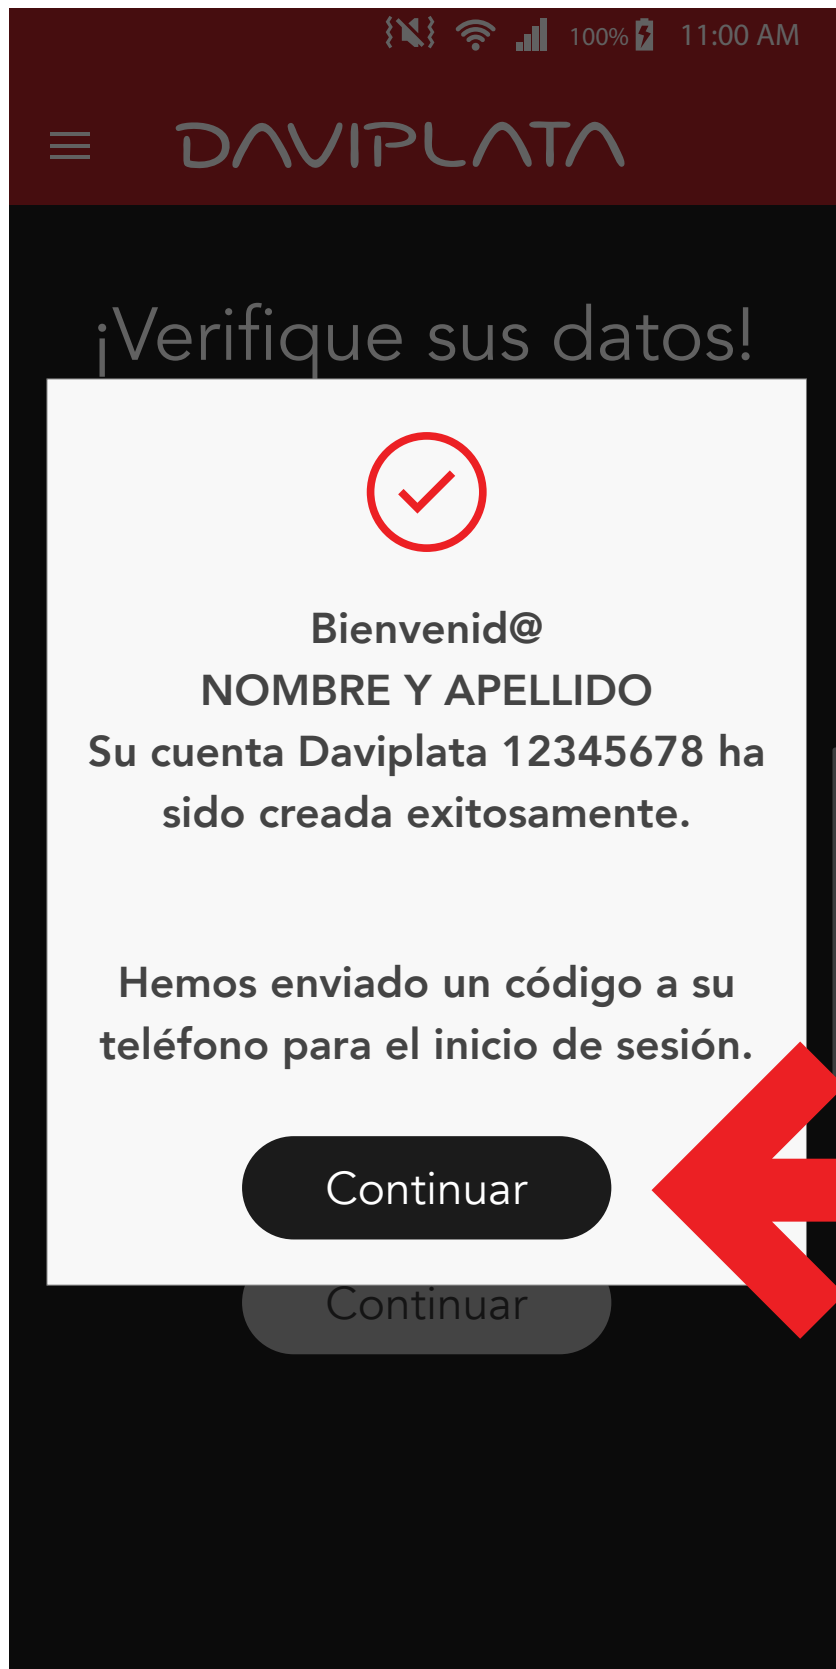 100% 11:00 AM
DAVIPLATA
¡Verifique sus datos!
Bienvenid@
NOMBRE Y APELLIDO
Su cuenta Daviplata 12345678 ha
sido creada exitosamente.
Hemos enviado un código a su
teléfono para el inicio de sesión.
Continuar
Continuar